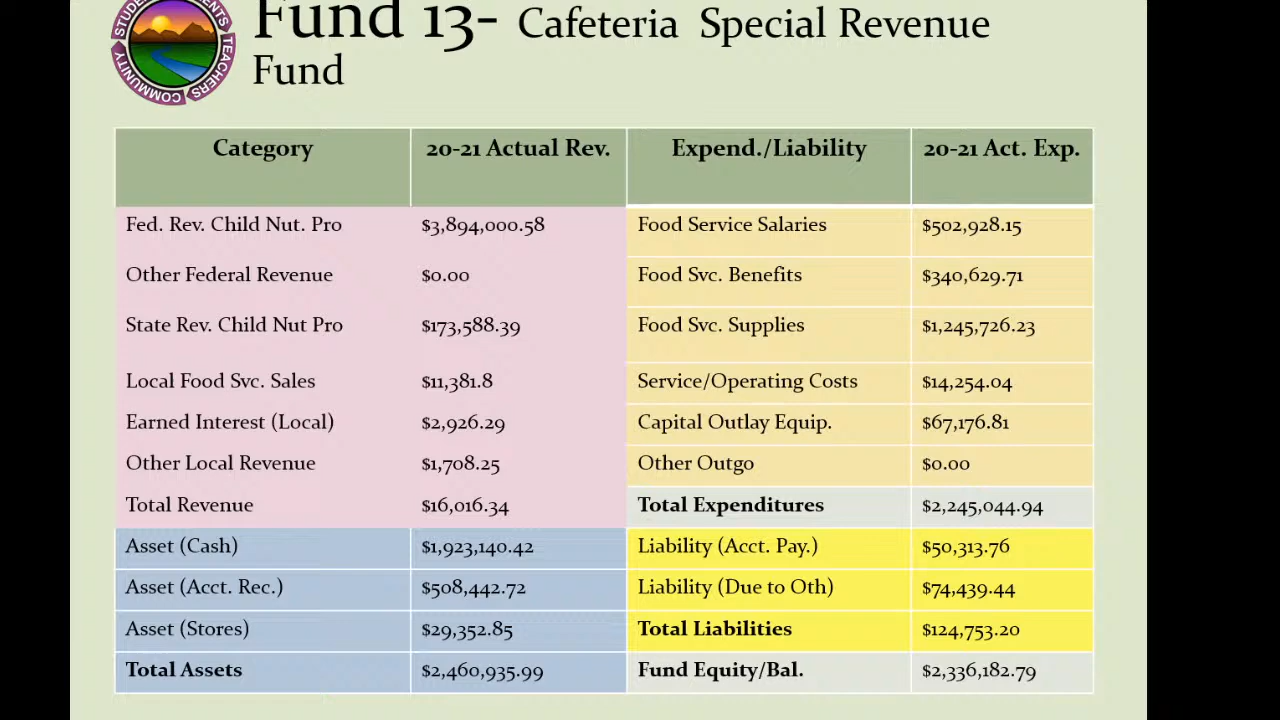 Fund 13- Cafeteria Special Revenue
Fund
STUDENTS
TEACHERS
COMMUNITY
Category 20-21 Actual Rev. Expend./Liability 20-21 Act. Exp.
Fed. Rev. Child Nut. Pro $3,894,000.58 Food Service Salaries $502,928.15
Other Federal Revenue $0.00 Food Svc. Benefits $340,629.71
State Rev. Child Nut Pro $173,588.39 Food Svc. Supplies $1,245,726.23
Local Food Svc. Sales $11,381.8 Service/Operating Costs $14,254.04
Earned Interest (Local) $2,926.29 Capital Outlay Equip. $67,176.81
Other Local Revenue $1,708.25 Other Outgo $0.00
Total Revenue $16,016.34 Total Expenditures $2,245,044.94
Asset (Cash) $1,923,140.42 Liability (Acct. Pay.) $50,313.76
Asset (Acct. Rec.) $508,442.72 Liability (Due to Oth) $74,439.44
Asset (Stores) $29,352.85 Total Liabilities $124,753.20
Total Assets $2,460,935.99 Fund Equity/Bal. $2,336,182.79